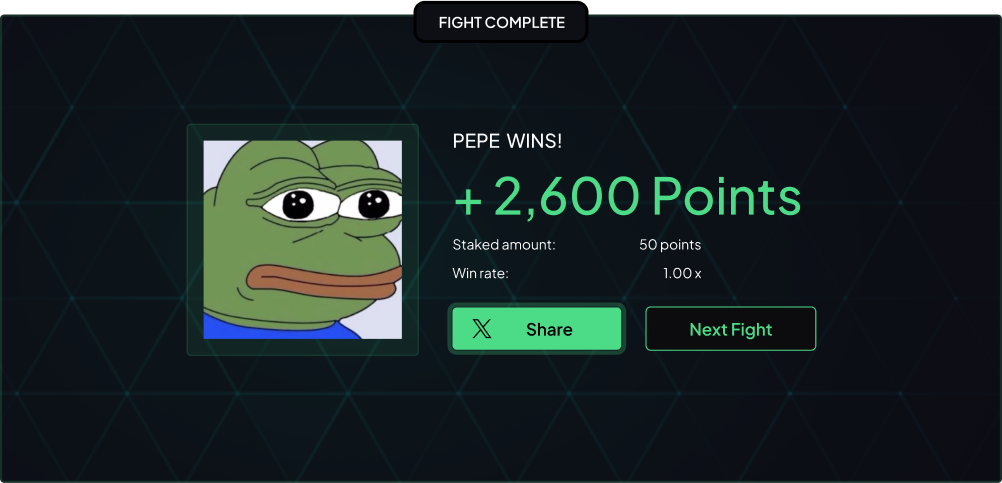 FIGHT COMPLETE
PEPE WINS!
+ 2,600 Points
Staked amount: 50 points
Win rate: 1.00 x
Share
Next Fight